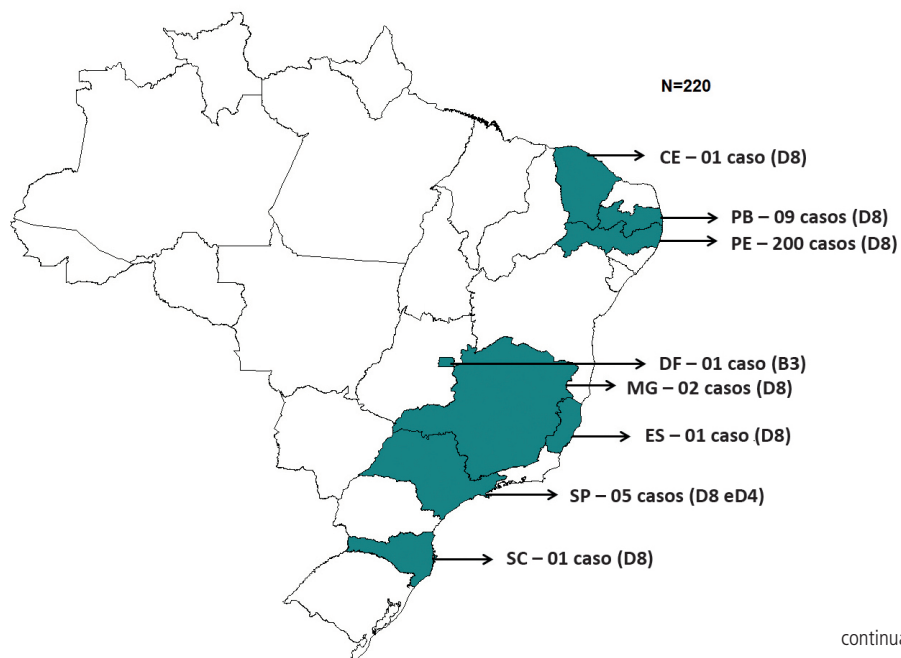 N=220
CE – 01 caso (D8)
PB – 09 casos (D8)
PE – 200 casos (D8)
DF – 01 caso (B3)
MG – 02 casos (D8)
ES – 01 caso (D8)
SP – 05 casos (D8 eD4)
SC – 01 caso (D8)
continua